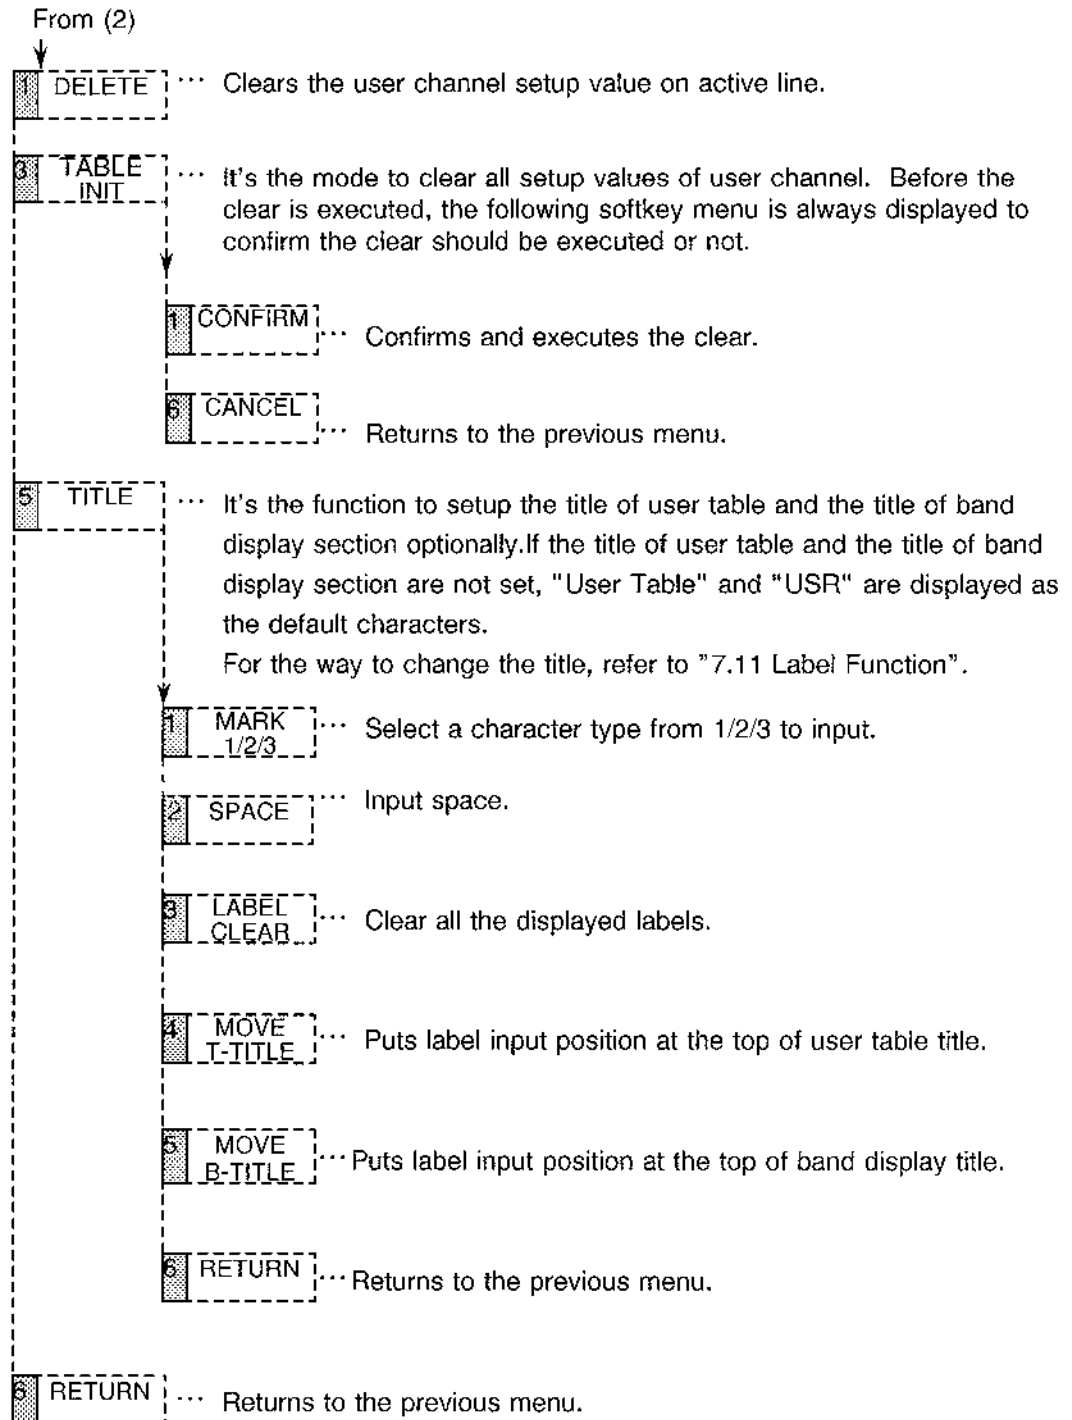 From (2)
1 DELETE ··· Clears the user channel setup value on active line.
3 TABLE INIT ··· It's the mode to clear all setup values of user channel. Before the
clear is executed, the following softkey menu is always displayed to
confirm the clear should be executed or not.
1 CONFIRM ··· Confirms and executes the clear.
6 CANCEL ··· Returns to the previous menu.
5 TITLE ··· It's the function to setup the title of user table and the title of band
display section optionally.If the title of user table and the title of band
display section are not set, "User Table" and "USR" are displayed as
the default characters.
For the way to change the title, refer to "7.11 Label Function".
1 MARK 1/2/3 ··· Select a character type from 1/2/3 to input.
2 SPACE ··· Input space.
3 LABEL CLEAR ··· Clear all the displayed labels.
4 MOVE T-TITLE ··· Puts label input position at the top of user table title.
5 MOVE B-TITLE ··· Puts label input position at the top of band display title.
6 RETURN ··· Returns to the previous menu.
6 RETURN ··· Returns to the previous menu.